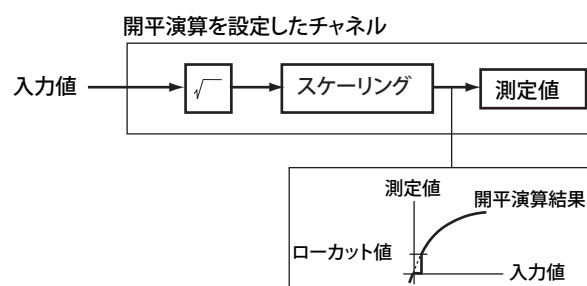 開平演算を設定したチャネル
入力値
√
スケーリング
測定値
測定値
開平演算結果
ローカット値
入力値